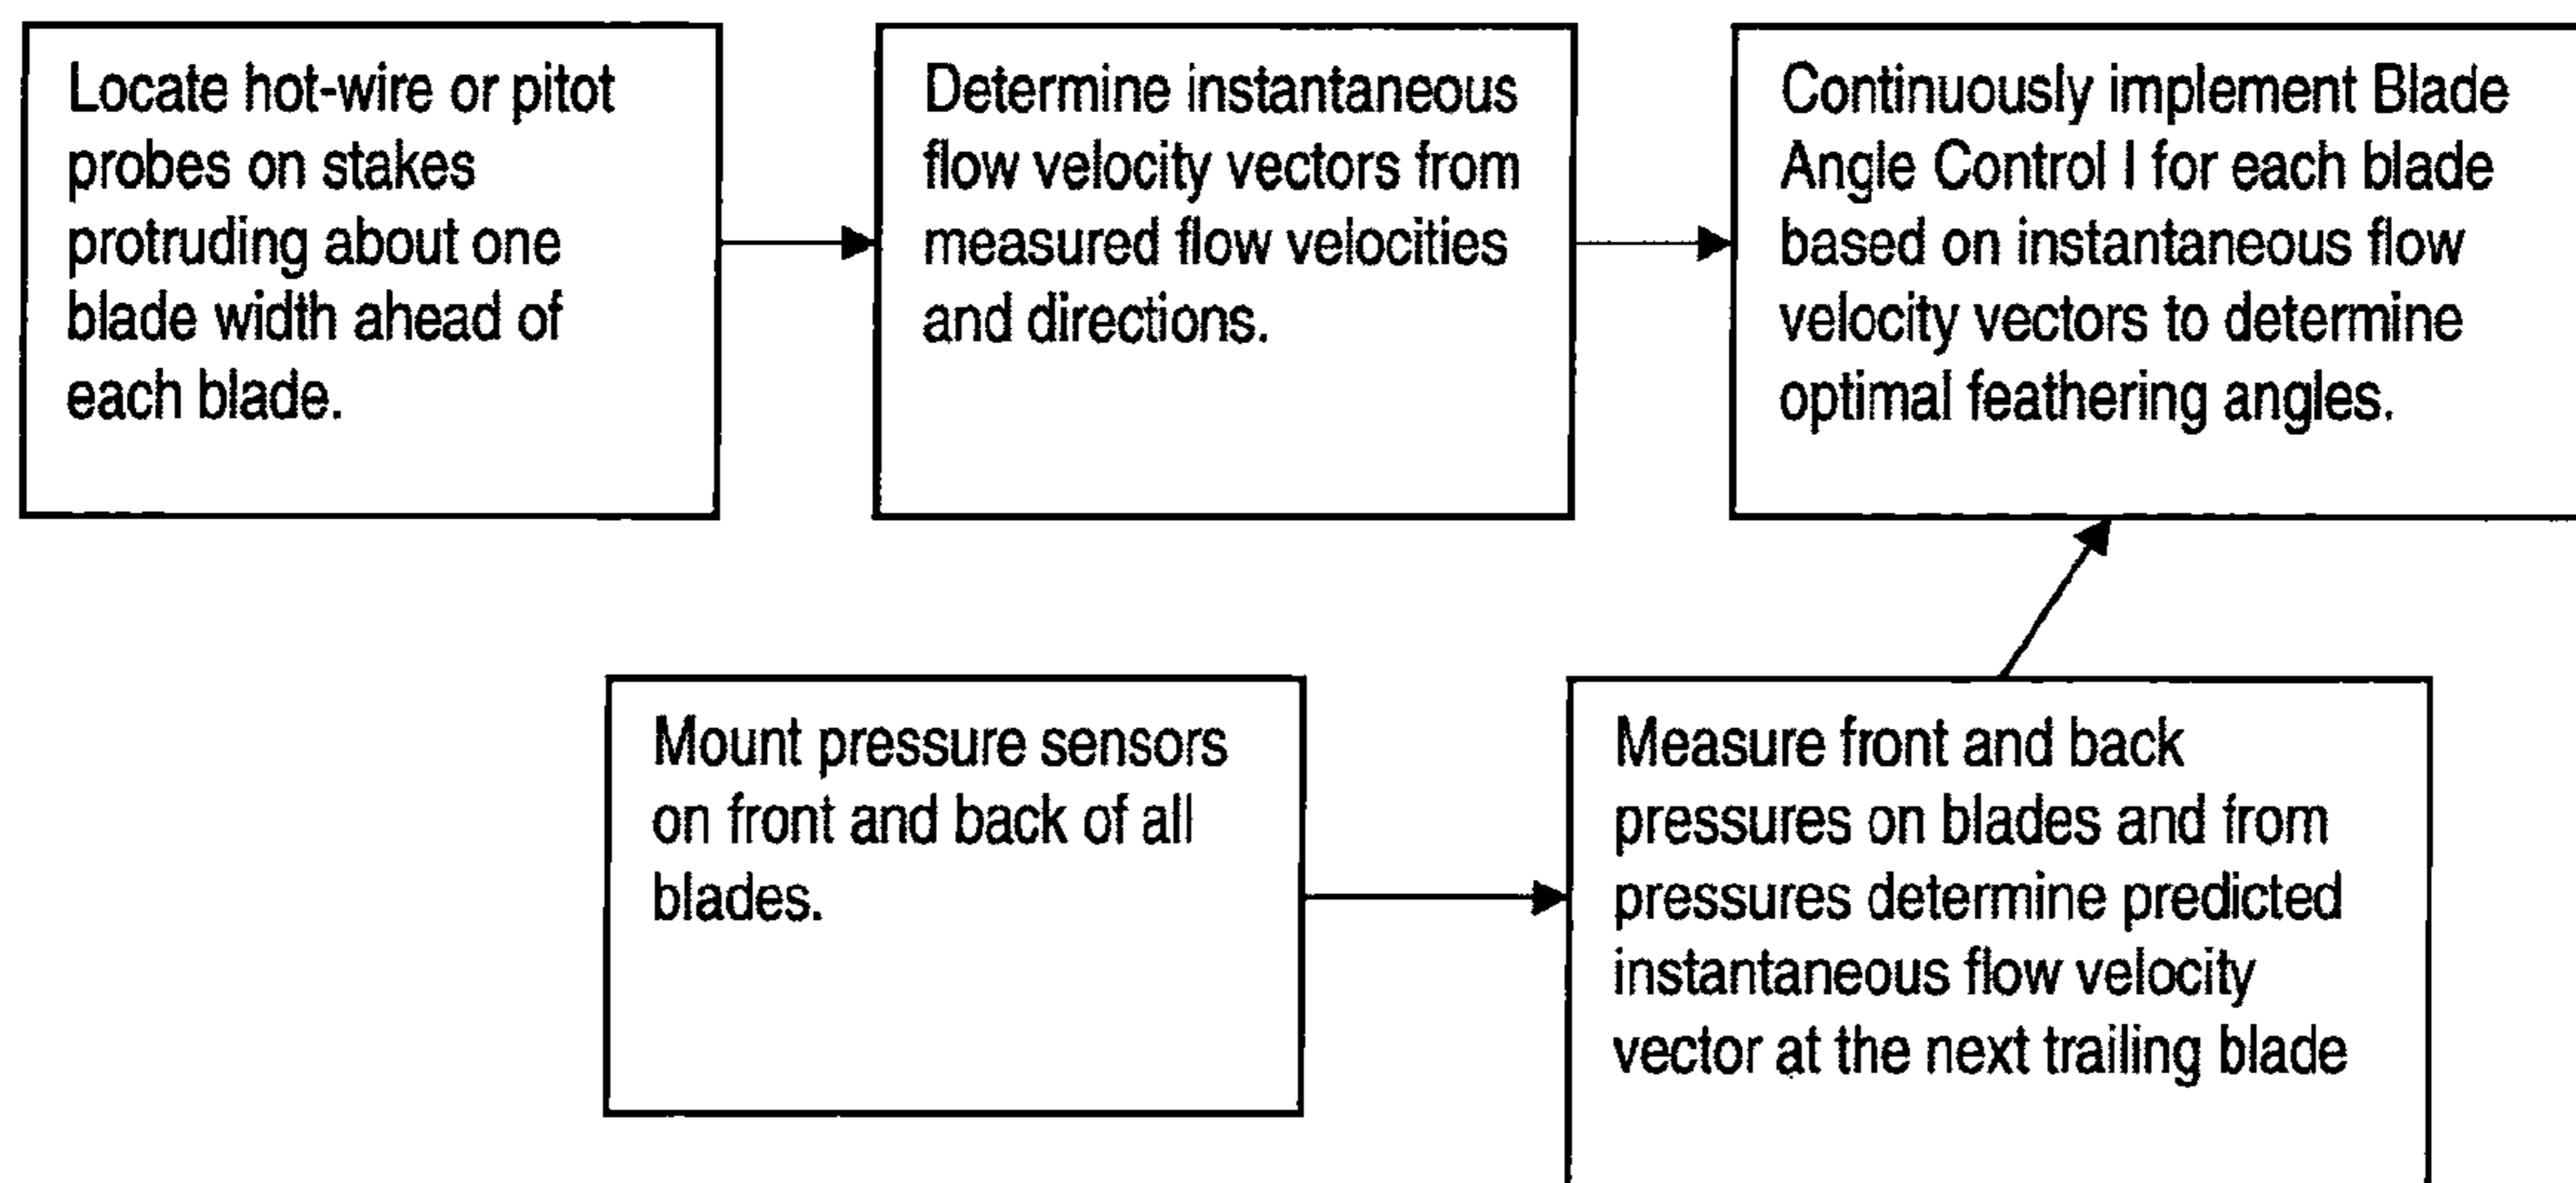 Locate hot-wire or pitot
probes on stakes
protruding about one
blade width ahead of
each blade.
Determine instantaneous
flow velocity vectors from
measured flow velocities
and directions.
Continuously implement Blade
Angle Control I for each blade
based on instantaneous flow
velocity vectors to determine
optimal feathering angles.
Mount pressure sensors
on front and back of all
blades.
Measure front and back
pressures on blades and from
pressures determine predicted
instantaneous flow velocity
vector at the next trailing blade